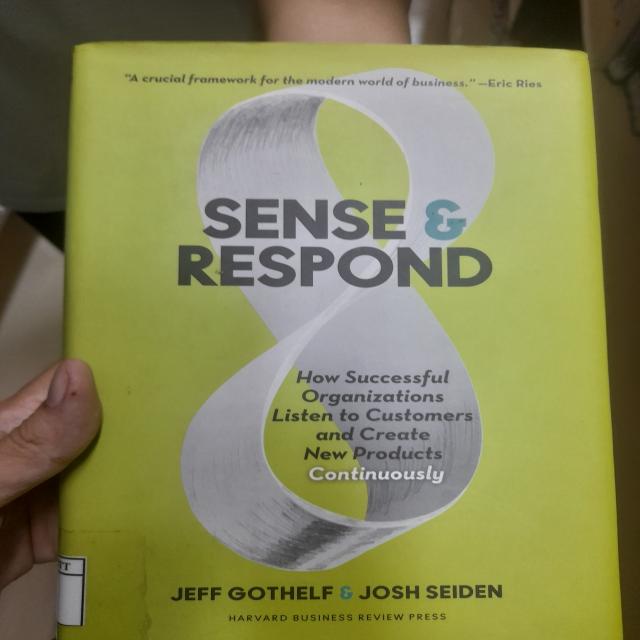 "A crucial framework for the modern world of business." —Eric Ries
SENSE &
RESPOND
How Successful
Organizations
Listen to Customers
and Create
New Products
Continuously
JEFF GOTHELF & JOSH SEIDEN
HARVARD BUSINESS REVIEW PRESS